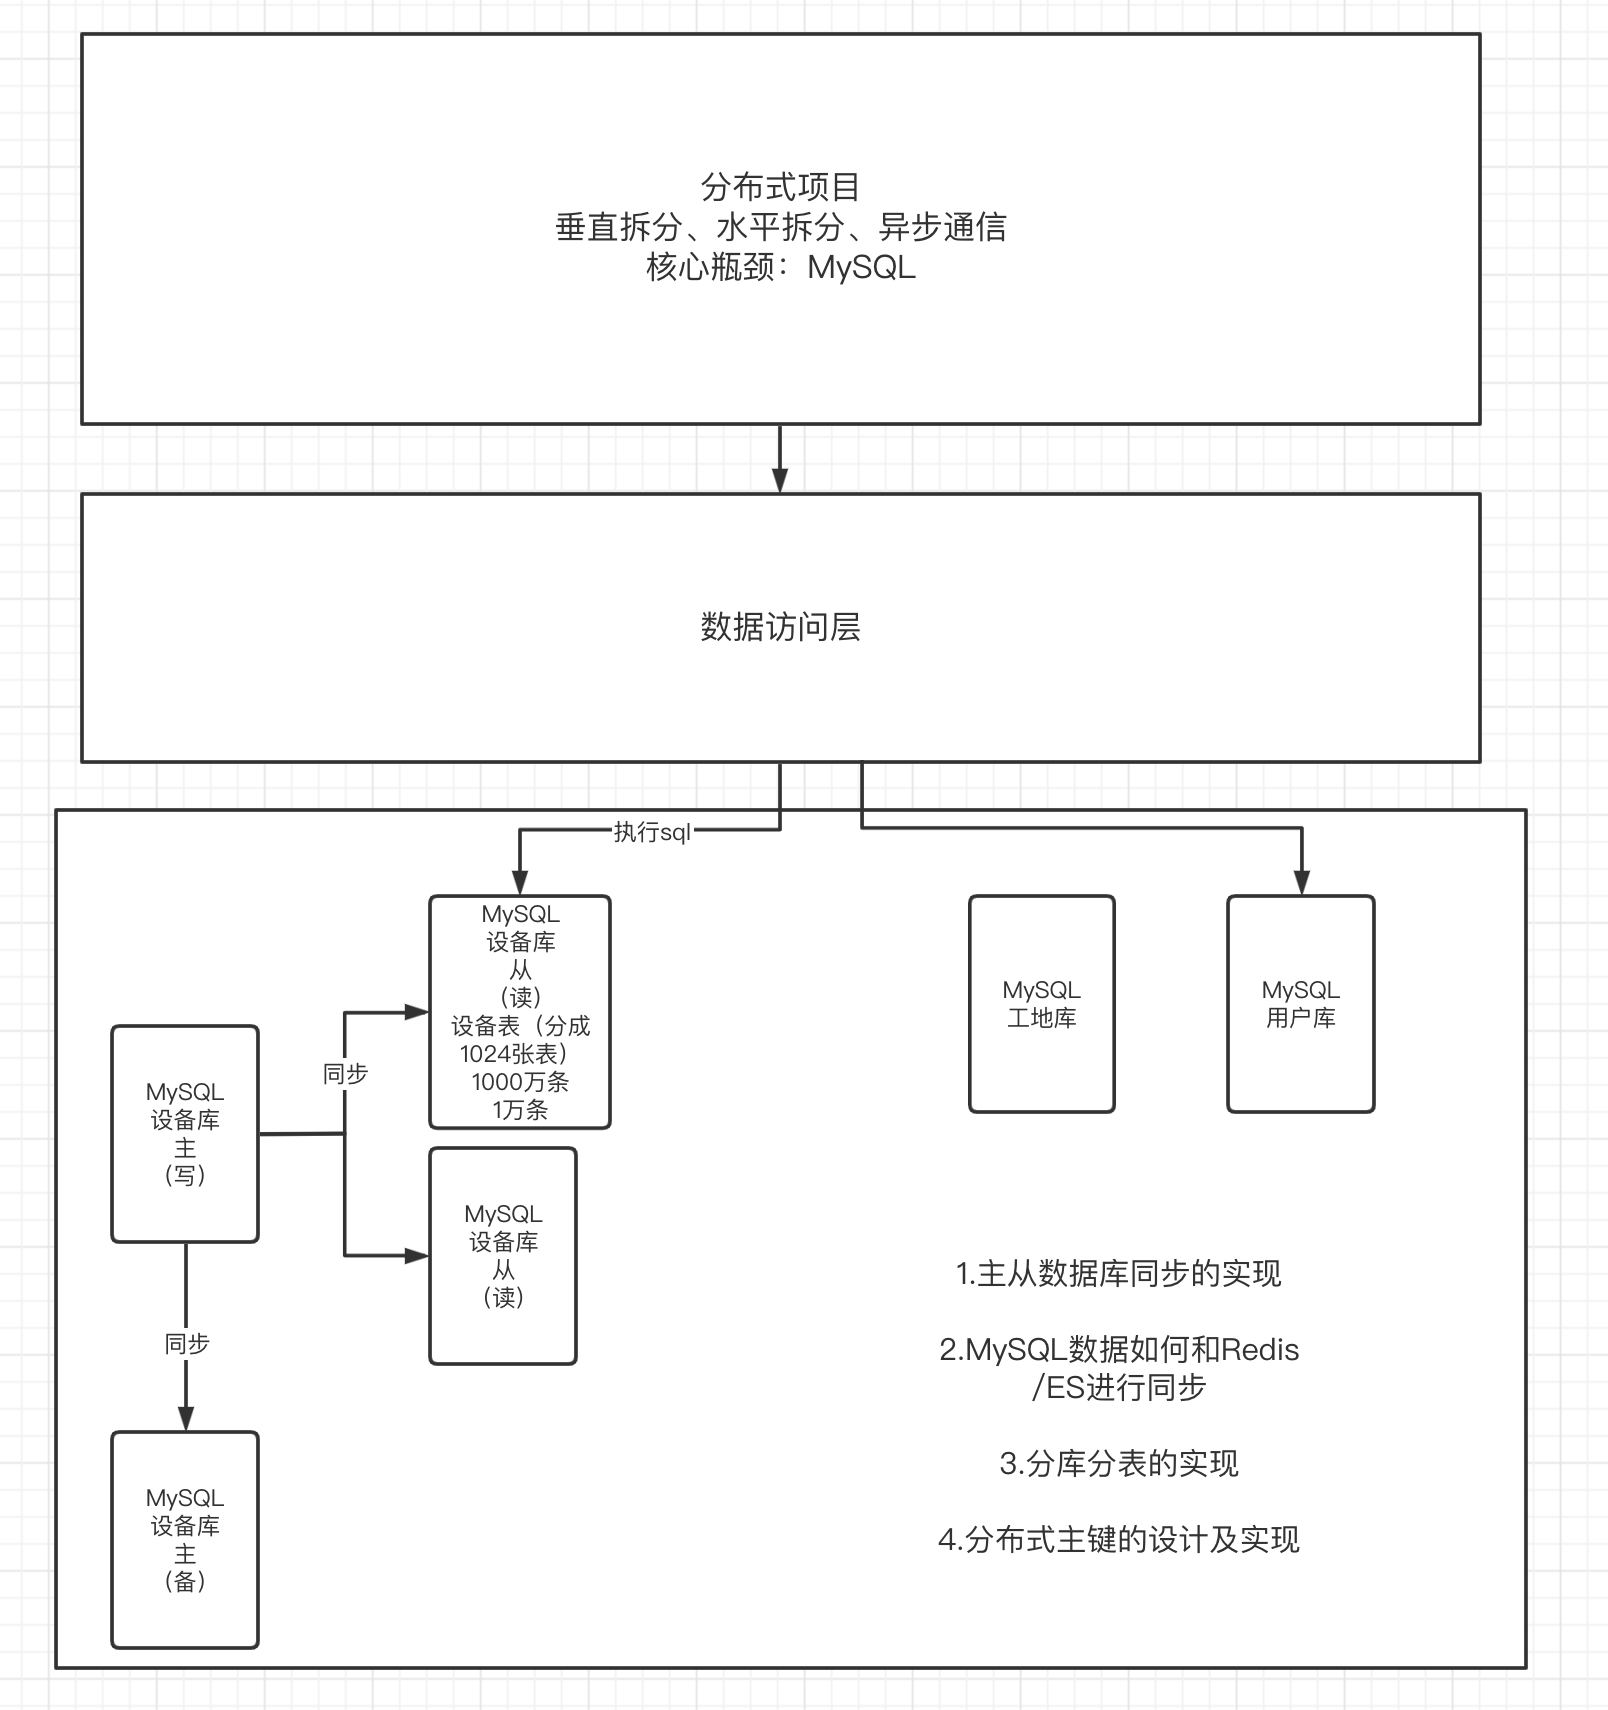 分布式项目
垂直拆分、水平拆分、异步通信
核心瓶颈：MySQL
数据访问层
执行sql
MySQL
设备库
从
（读）
设备表（分成
1024张表）
1000万条
1万条
MySQL
工地库
MySQL
用户库
同步
MySQL
设备库
主
（写）
MySQL
设备库
从
（读）
同步
MySQL
设备库
主
（备）
1.主从数据库同步的实现
2.MySQL数据如何和Redis
/ES进行同步
3.分库分表的实现
4.分布式主键的设计及实现